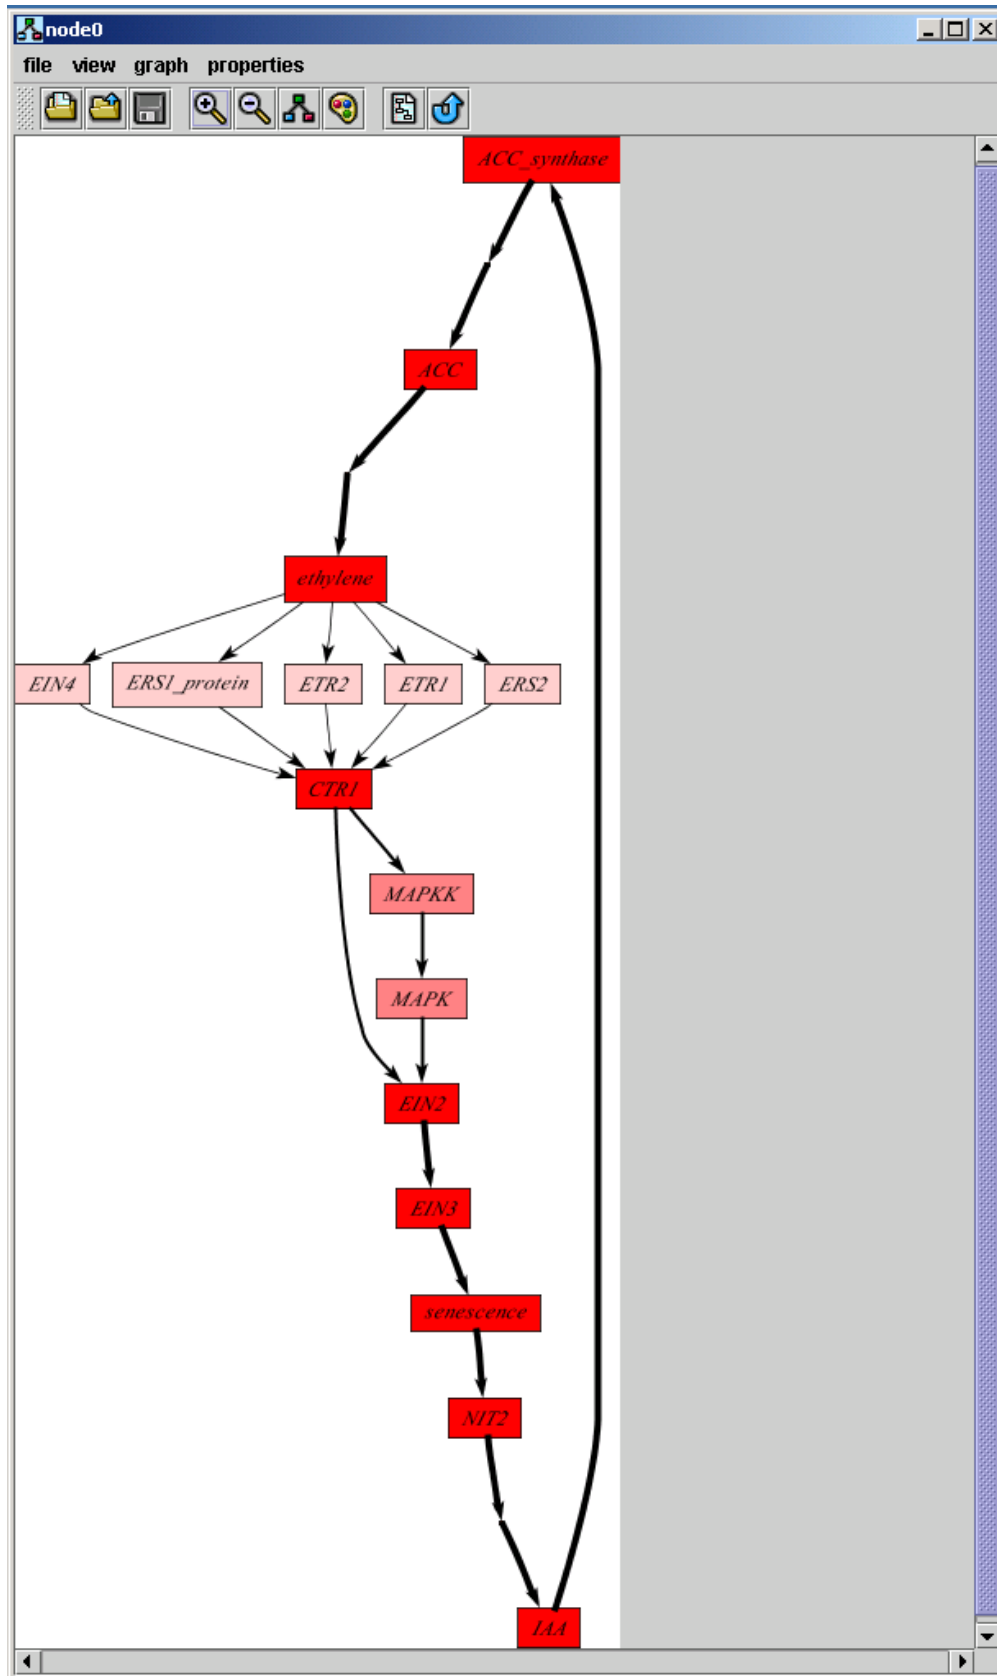 node0
file view graph properties
ACC_synthase
ACC
ethylene
EIN4 ERS1_protein ETR2 ETR1 ERS2
CTR1
MAPKK
MAPK
EIN2
EIN3
senescence
NIT2
IAA